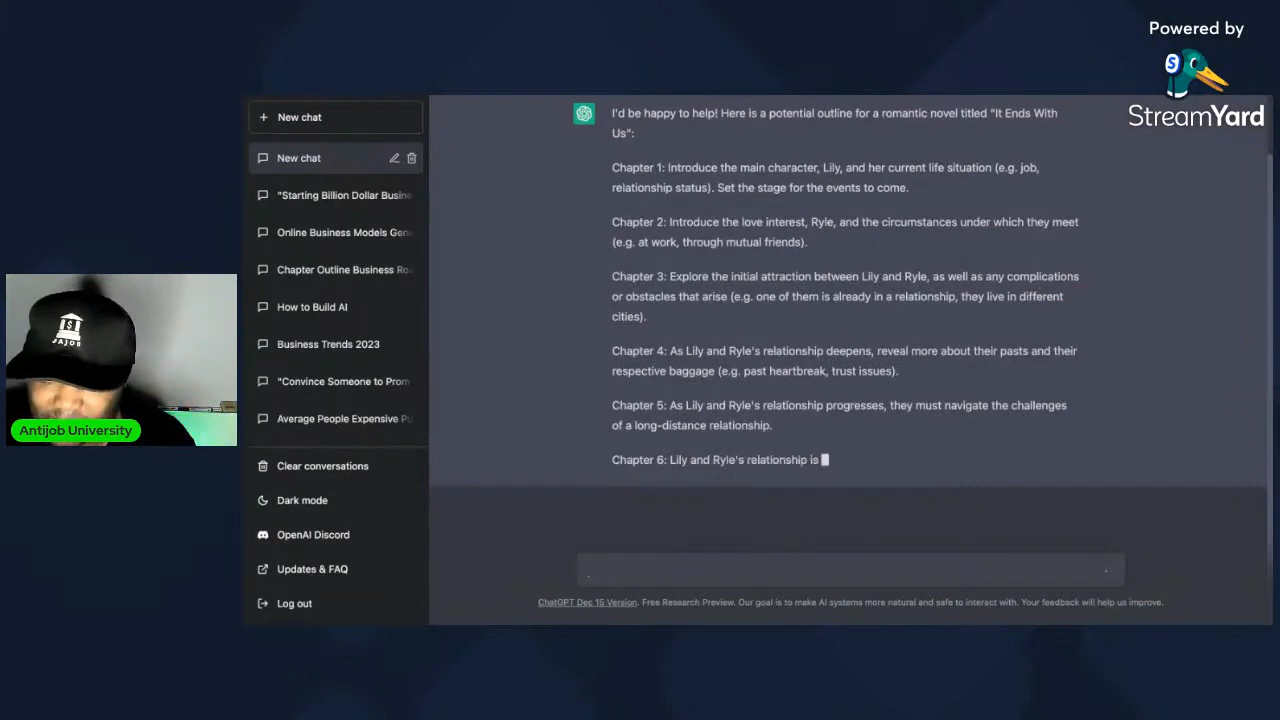 Powered by
S
StreamYard
New chat
New chat
"Starting Billion Dollar Busine
Online Business Models Gen
Chapter Outline Business Ro
How to Build AI
Business Trends 2023
"Convince Someone to Prom
Average People Expensive Pu
Clear conversations
Dark mode
OpenAI Discord
Updates & FAQ
Log out
I'd be happy to help! Here is a potential outline for a romantic novel titled "It Ends With
Us":
Chapter 1: Introduce the main character, Lily, and her current life situation (e.g. job,
relationship status). Set the stage for the events to come.
Chapter 2: Introduce the love interest, Ryle, and the circumstances under which they meet
(e.g. at work, through mutual friends).
Chapter 3: Explore the initial attraction between Lily and Ryle, as well as any complications
or obstacles that arise (e.g. one of them is already in a relationship, they live in different
cities).
Chapter 4: As Lily and Ryle's relationship deepens, reveal more about their pasts and their
respective baggage (e.g. past heartbreak, trust issues).
Chapter 5: As Lily and Ryle's relationship progresses, they must navigate the challenges
of a long-distance relationship.
Chapter 6: Lily and Ryle's relationship is
ChatGPT Dec 15 Version. Free Research Preview. Our goal is to make AI systems more natural and safe to interact with. Your feedback will help us improve.
$
Antijob University